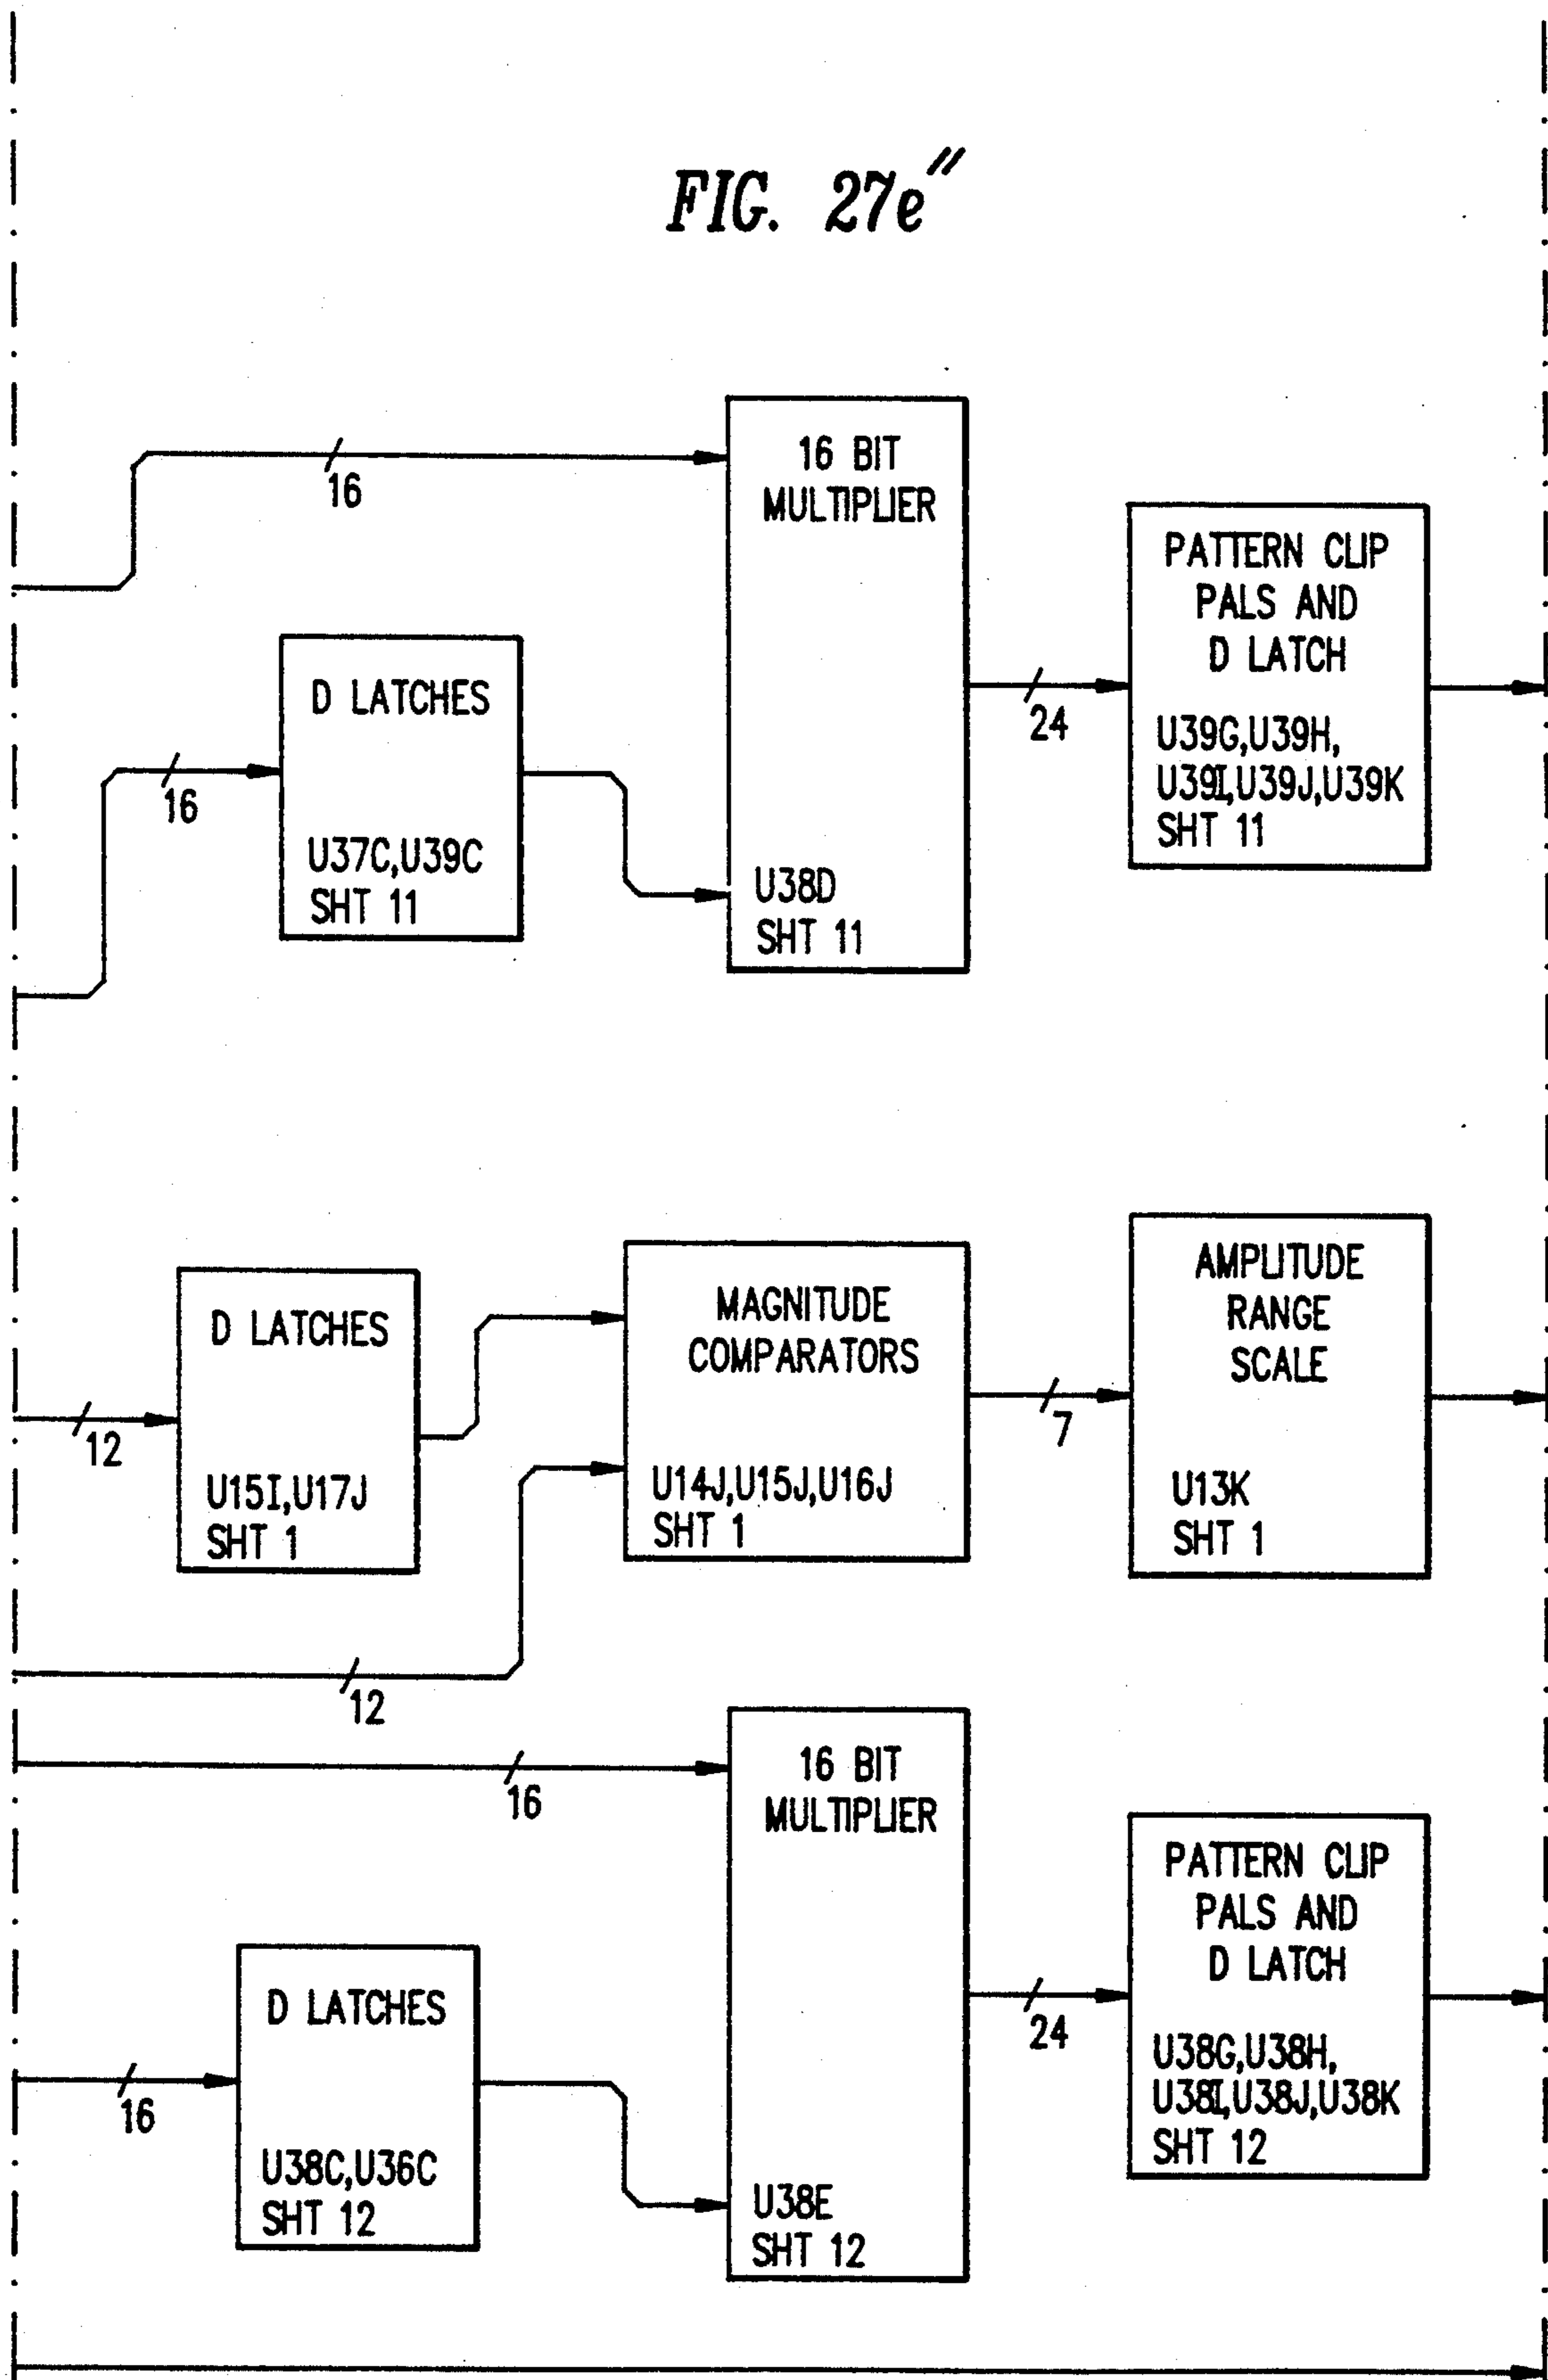 FIG. 27e"
16
16 BIT
MULTIPLIER
U38D
SHT 11
16
D LATCHES
U37C,U39C
SHT 11
24
PATTERN CLIP
PALS AND
D LATCH
U39G,U39H,
U39I,U39J,U39K
SHT 11
12
D LATCHES
U15I,U17J
SHT 1
12
MAGNITUDE
COMPARATORS
U14J,U15J,U16J
SHT 1
7
AMPLITUDE
RANGE
SCALE
U13K
SHT 1
16
16 BIT
MULTIPLIER
U38E
SHT 12
16
D LATCHES
U38C,U36C
SHT 12
24
PATTERN CLIP
PALS AND
D LATCH
U38G,U38H,
U38I,U38J,U38K
SHT 12